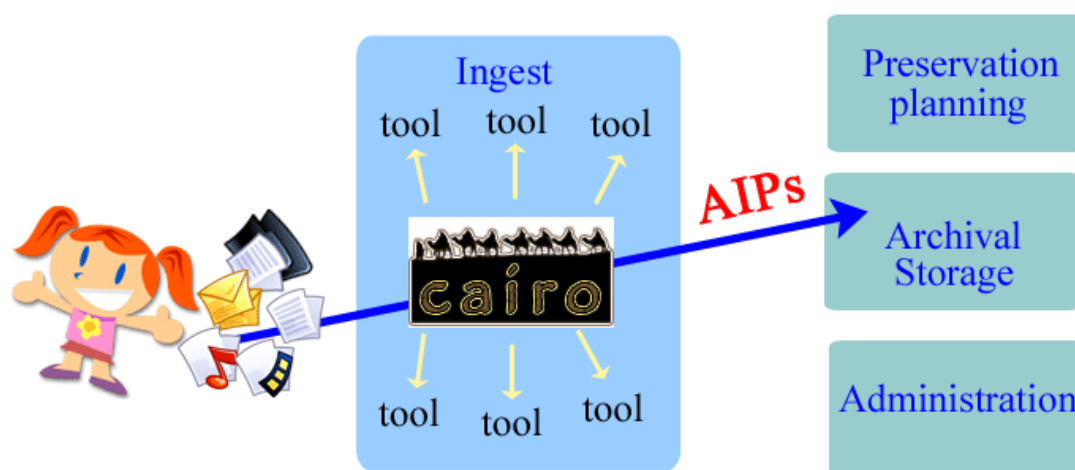 Ingest
tool
tool
tool
cairo
tool
tool
tool
AIPs
Preservation
planning
Archival
Storage
Administration